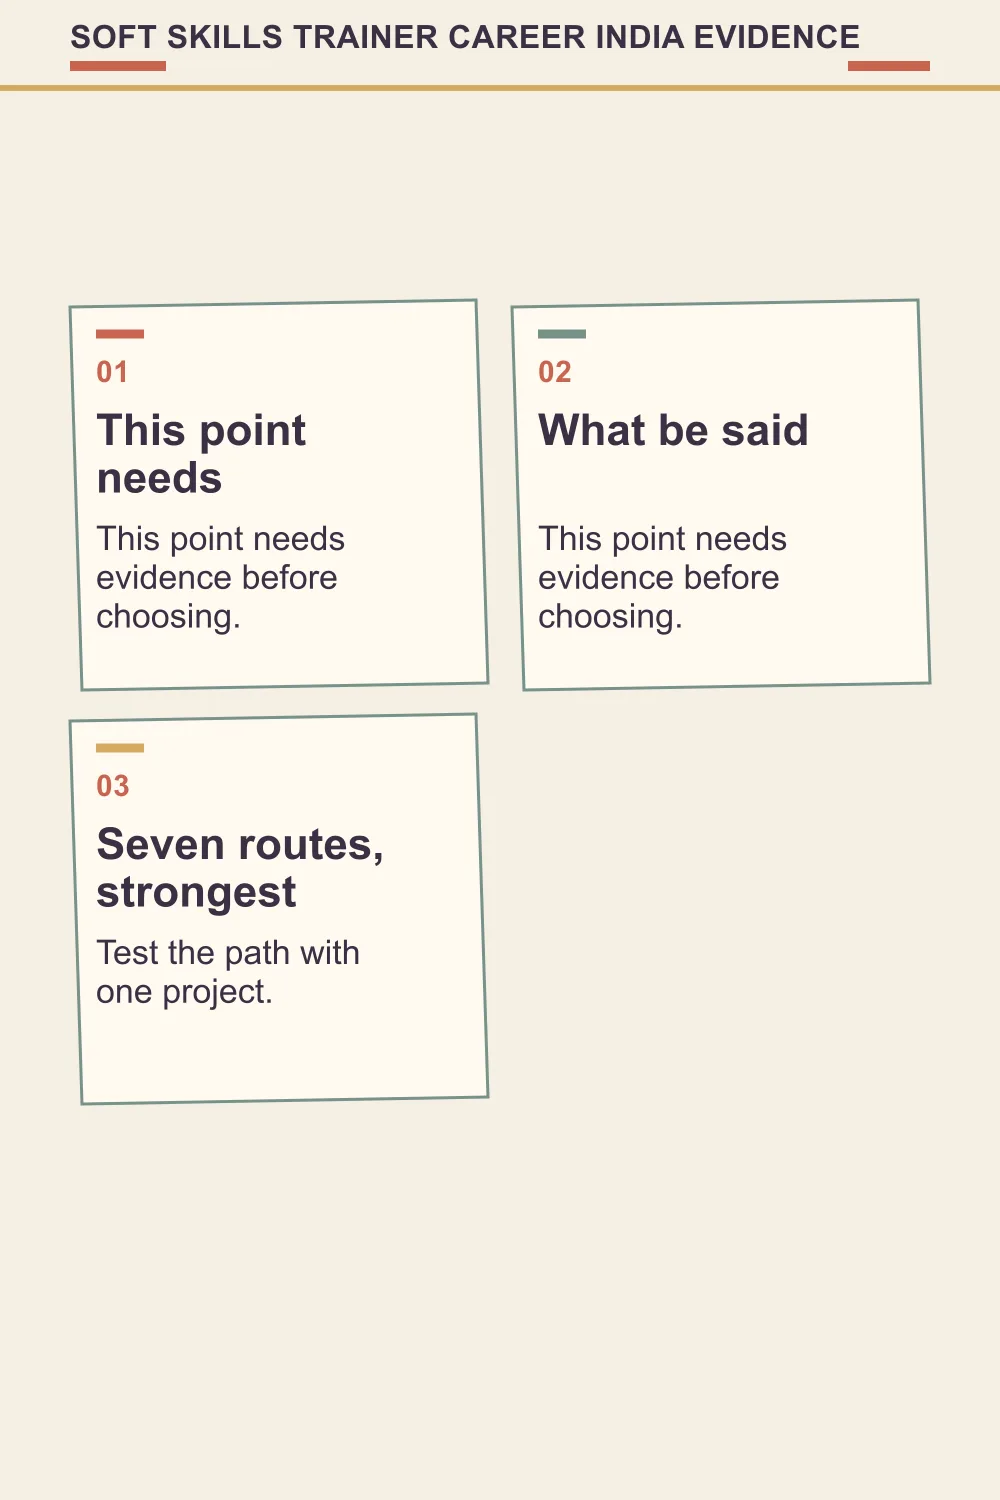 SOFT SKILLS TRAINER CAREER INDIA EVIDENCE
01
This point
needs
This point needs
evidence before
choosing.
02
What be said
This point needs
evidence before
choosing.
03
Seven routes,
strongest
Test the path with
one project.